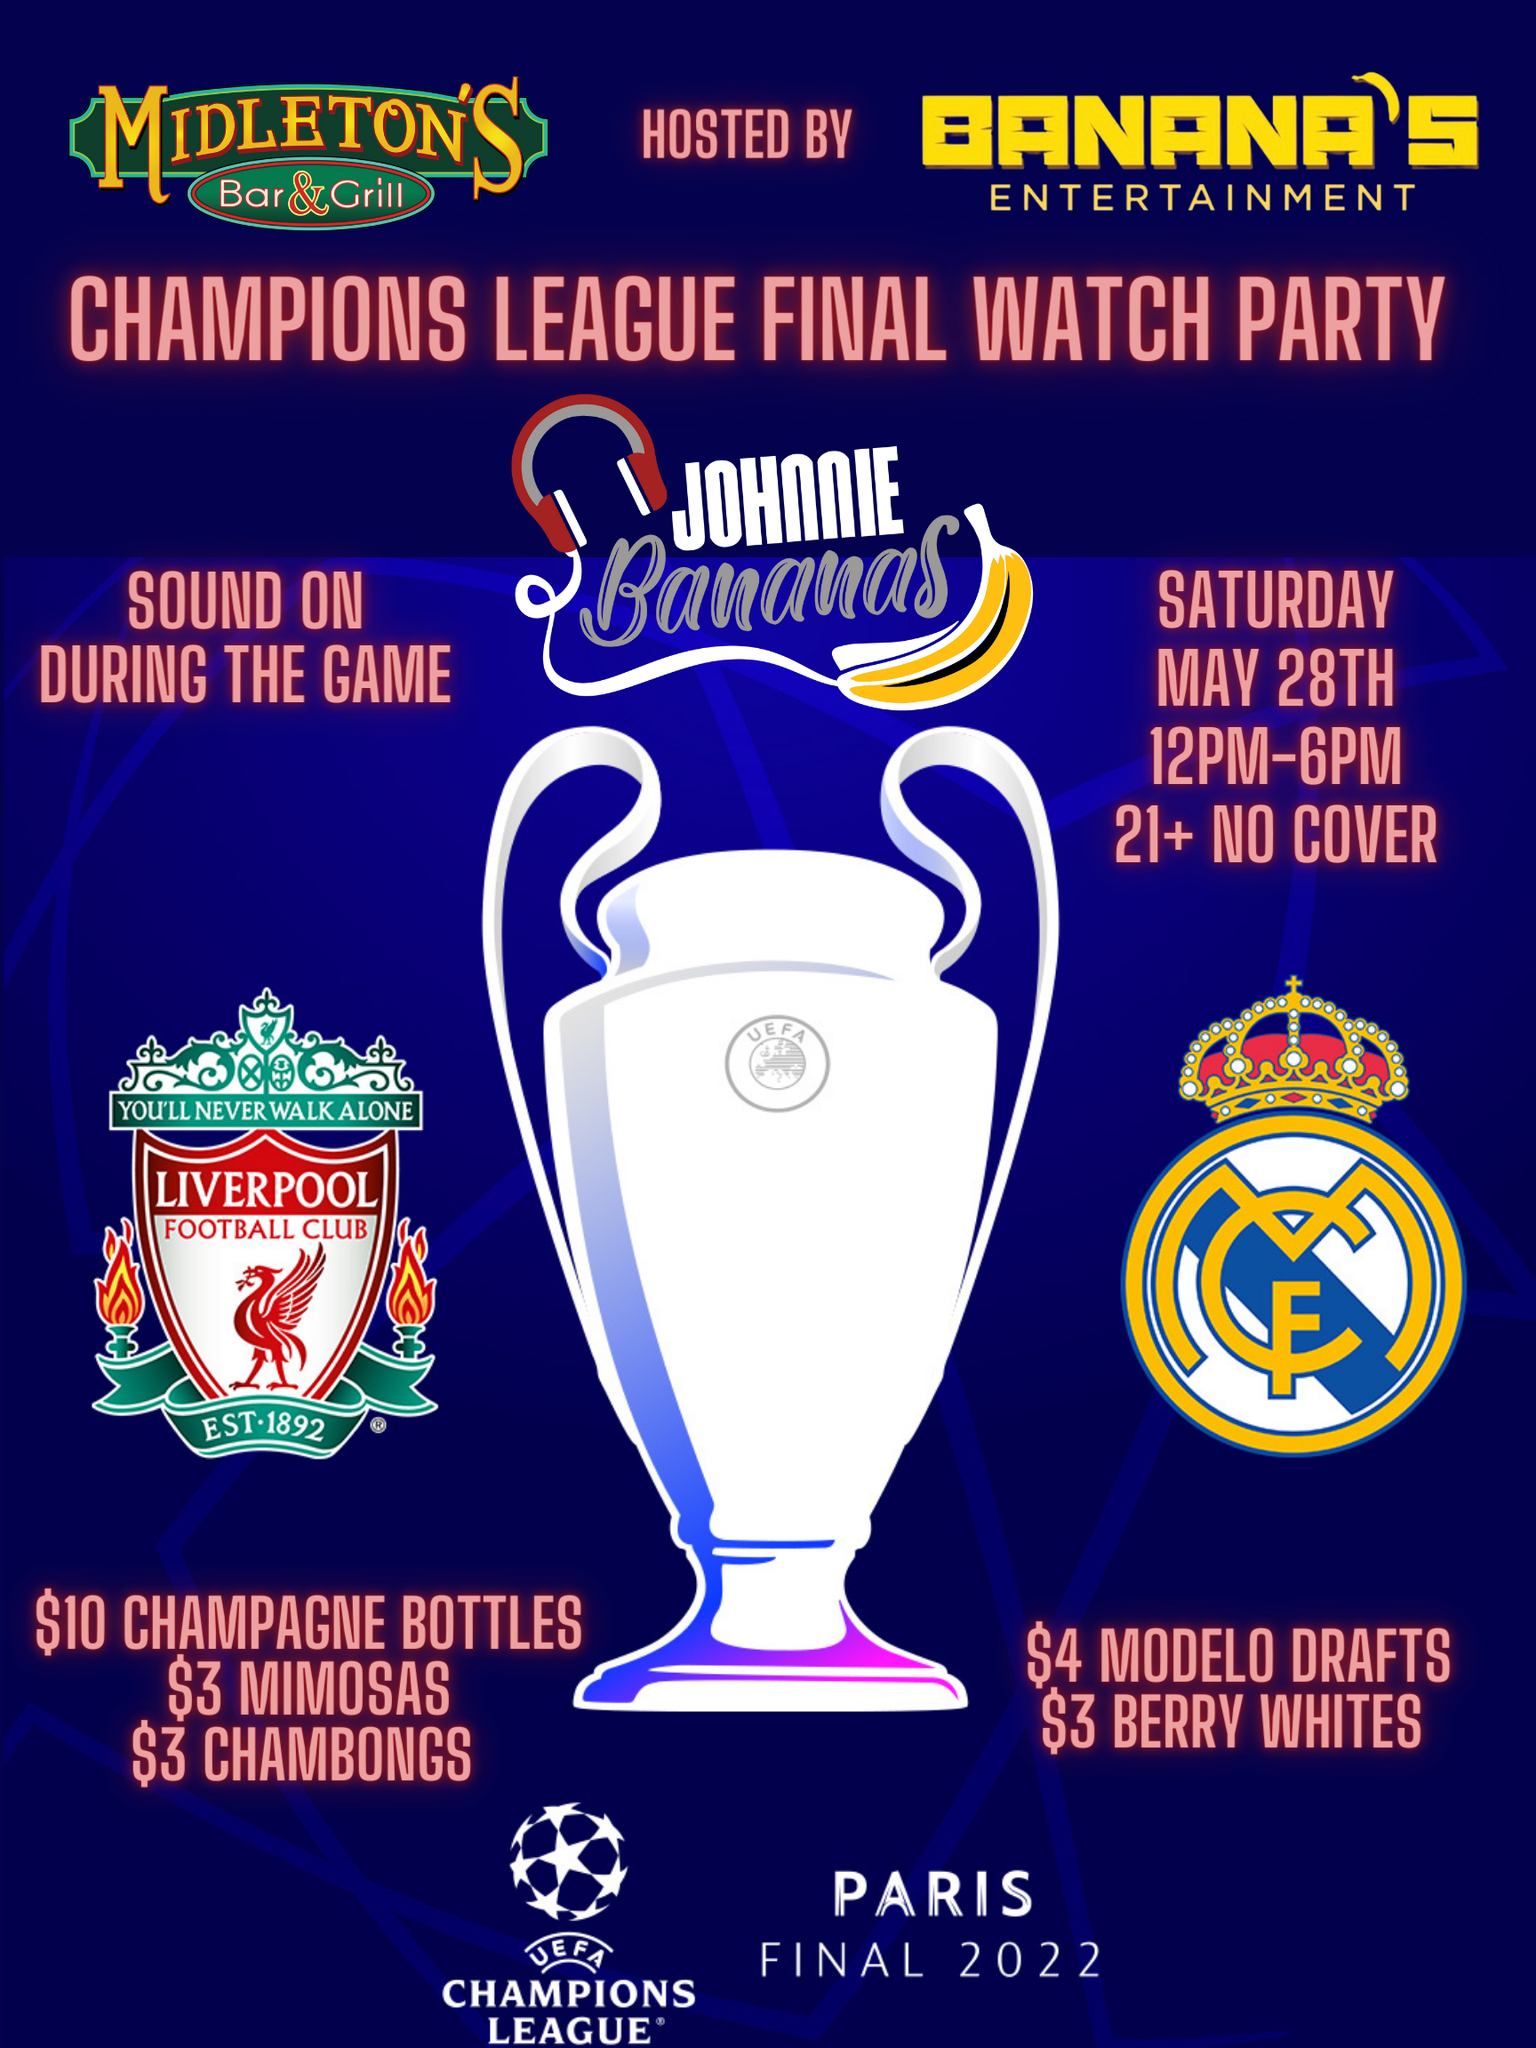 MIDLETON'S
Bar & Grill
HOSTED BY
BANANA'S
ENTERTAINMENT
CHAMPIONS LEAGUE FINAL WATCH PARTY
JOHNNIE
Bananas
SOUND ON
DURING THE GAME
SATURDAY
MAY 28TH
12PM-6PM
21+ NO COVER
UEFA
YOU'LL NEVER WALK ALONE
LIVERPOOL
FOOTBALL CLUB
EST·1892
®
MCF
$10 CHAMPAGNE BOTTLES
$3 MIMOSAS
$3 CHAMBONGS
$4 MODELO DRAFTS
$3 BERRY WHITES
UEFA
CHAMPIONS
LEAGUE®
PARIS
FINAL 2022